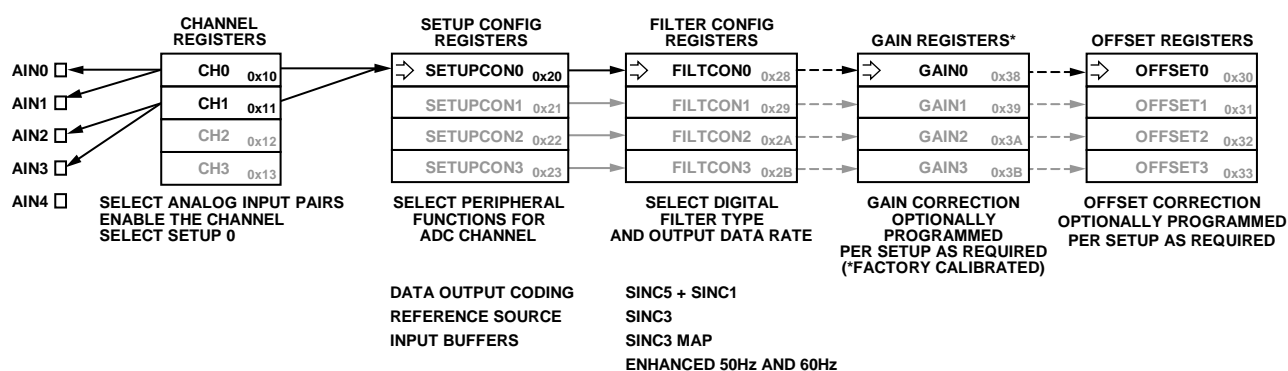 CHANNEL
REGISTERS
SETUP CONFIG
REGISTERS
FILTER CONFIG
REGISTERS
GAIN REGISTERS*
OFFSET REGISTERS
AIN0
CH0 0x10
SETUPCON0 0x20
FILTCON0 0x28
GAIN0 0x38
OFFSET0 0x30
AIN1
CH1 0x11
SETUPCON1 0x21
FILTCON1 0x29
GAIN1 0x39
OFFSET1 0x31
AIN2
CH2 0x12
SETUPCON2 0x22
FILTCON2 0x2A
GAIN2 0x3A
OFFSET2 0x32
AIN3
CH3 0x13
SETUPCON3 0x23
FILTCON3 0x2B
GAIN3 0x3B
OFFSET3 0x33
AIN4
SELECT ANALOG INPUT PAIRS
ENABLE THE CHANNEL
SELECT SETUP 0
SELECT PERIPHERAL
FUNCTIONS FOR
ADC CHANNEL
SELECT DIGITAL
FILTER TYPE
AND OUTPUT DATA RATE
GAIN CORRECTION
OPTIONALLY
PROGRAMMED
PER SETUP AS REQUIRED
(*FACTORY CALIBRATED)
OFFSET CORRECTION
OPTIONALLY PROGRAMMED
PER SETUP AS REQUIRED
DATA OUTPUT CODING
REFERENCE SOURCE
INPUT BUFFERS
SINC5 + SINC1
SINC3
SINC3 MAP
ENHANCED 50Hz AND 60Hz